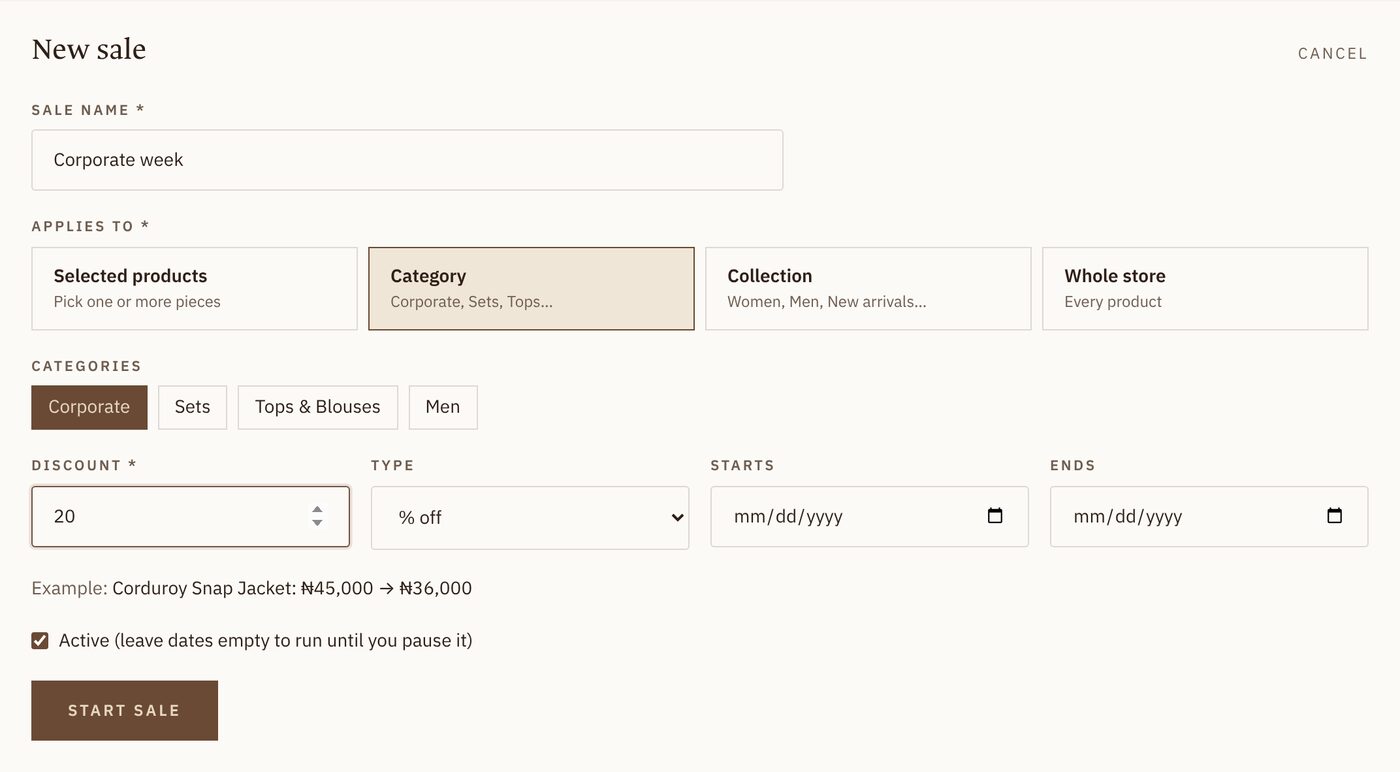 New sale
CANCEL
SALE NAME *
Corporate week
APPLIES TO *
Selected products
Pick one or more pieces
Category
Corporate, Sets, Tops...
Collection
Women, Men, New arrivals...
Whole store
Every product
CATEGORIES
Corporate
Sets
Tops & Blouses
Men
DISCOUNT *
20
TYPE
% off
STARTS
mm/dd/yyyy
ENDS
mm/dd/yyyy
Example: Corduroy Snap Jacket: ₦45,000 → ₦36,000
Active (leave dates empty to run until you pause it)
START SALE